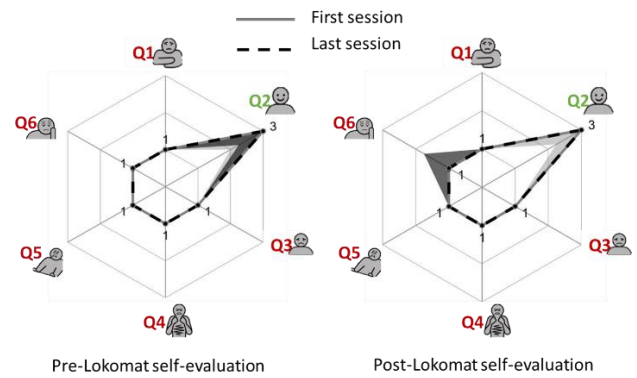 First session
Last session
Q1
Q2
3
Q6
1
1
1
1
1
Q5
Q3
Q4
Pre-Lokomat self-evaluation
Q1
Q2
3
Q6
1
1
1
1
1
Q5
Q3
Q4
Post-Lokomat self-evaluation